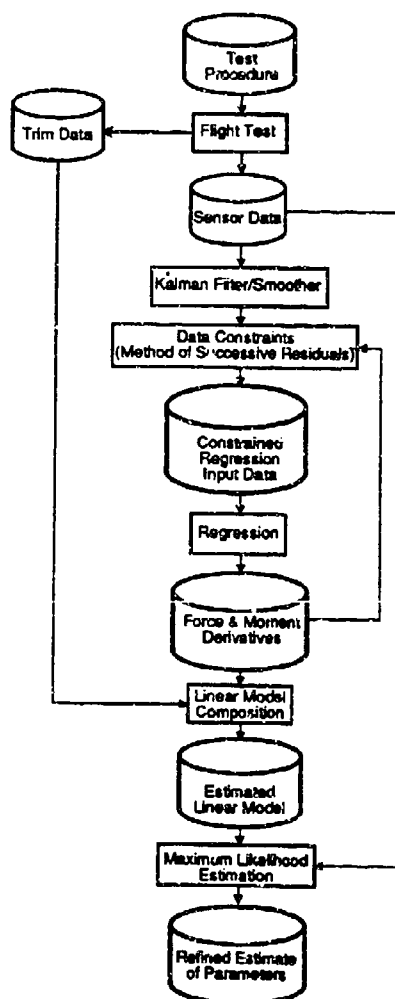 Test
Procedure
Trim Data
Flight Test
Sensor Data
Kalman Filter/Smoother
Data Constraints
(Method of Successive Residuals)
Constrained
Regression
Input Data
Regression
Force & Moment
Derivatives
Linear Model
Composition
Estimated
Linear Model
Maximum Likelihood
Estimation
Refined Estimate
of Parameters